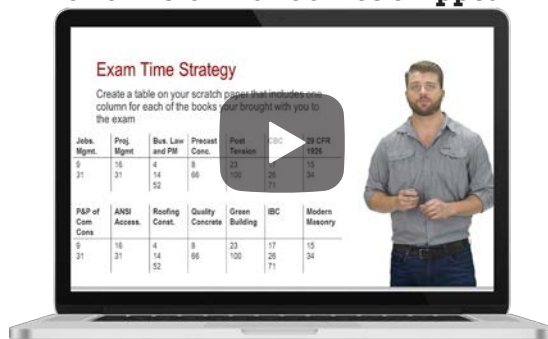 Exam Time Strategy
Create a table on your scratch paper that includes one
column for each of the books your brought with you to
the exam
Jobs. Proj. Bus. Law Precast Post CBC 29 CFR
Mgmt. Mgmt and PM Conc. Tension 1926
9 16 4 8 23 17 15
31 31 14 66 100 26 34
52 71
P&P of ANSI Roofing Quality Green IBC Modern
Com Access. Const. Concrete Building Masonry
Cons
9 16 4 8 23 17 15
31 31 14 66 100 26 34
52 71